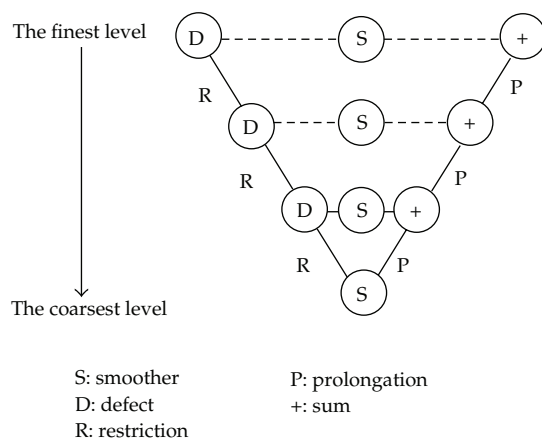 The finest level
D S +
R P
D S +
R P
D S +
R P
S
The coarsest level
S: smoother P: prolongation
D: defect +: sum
R: restriction